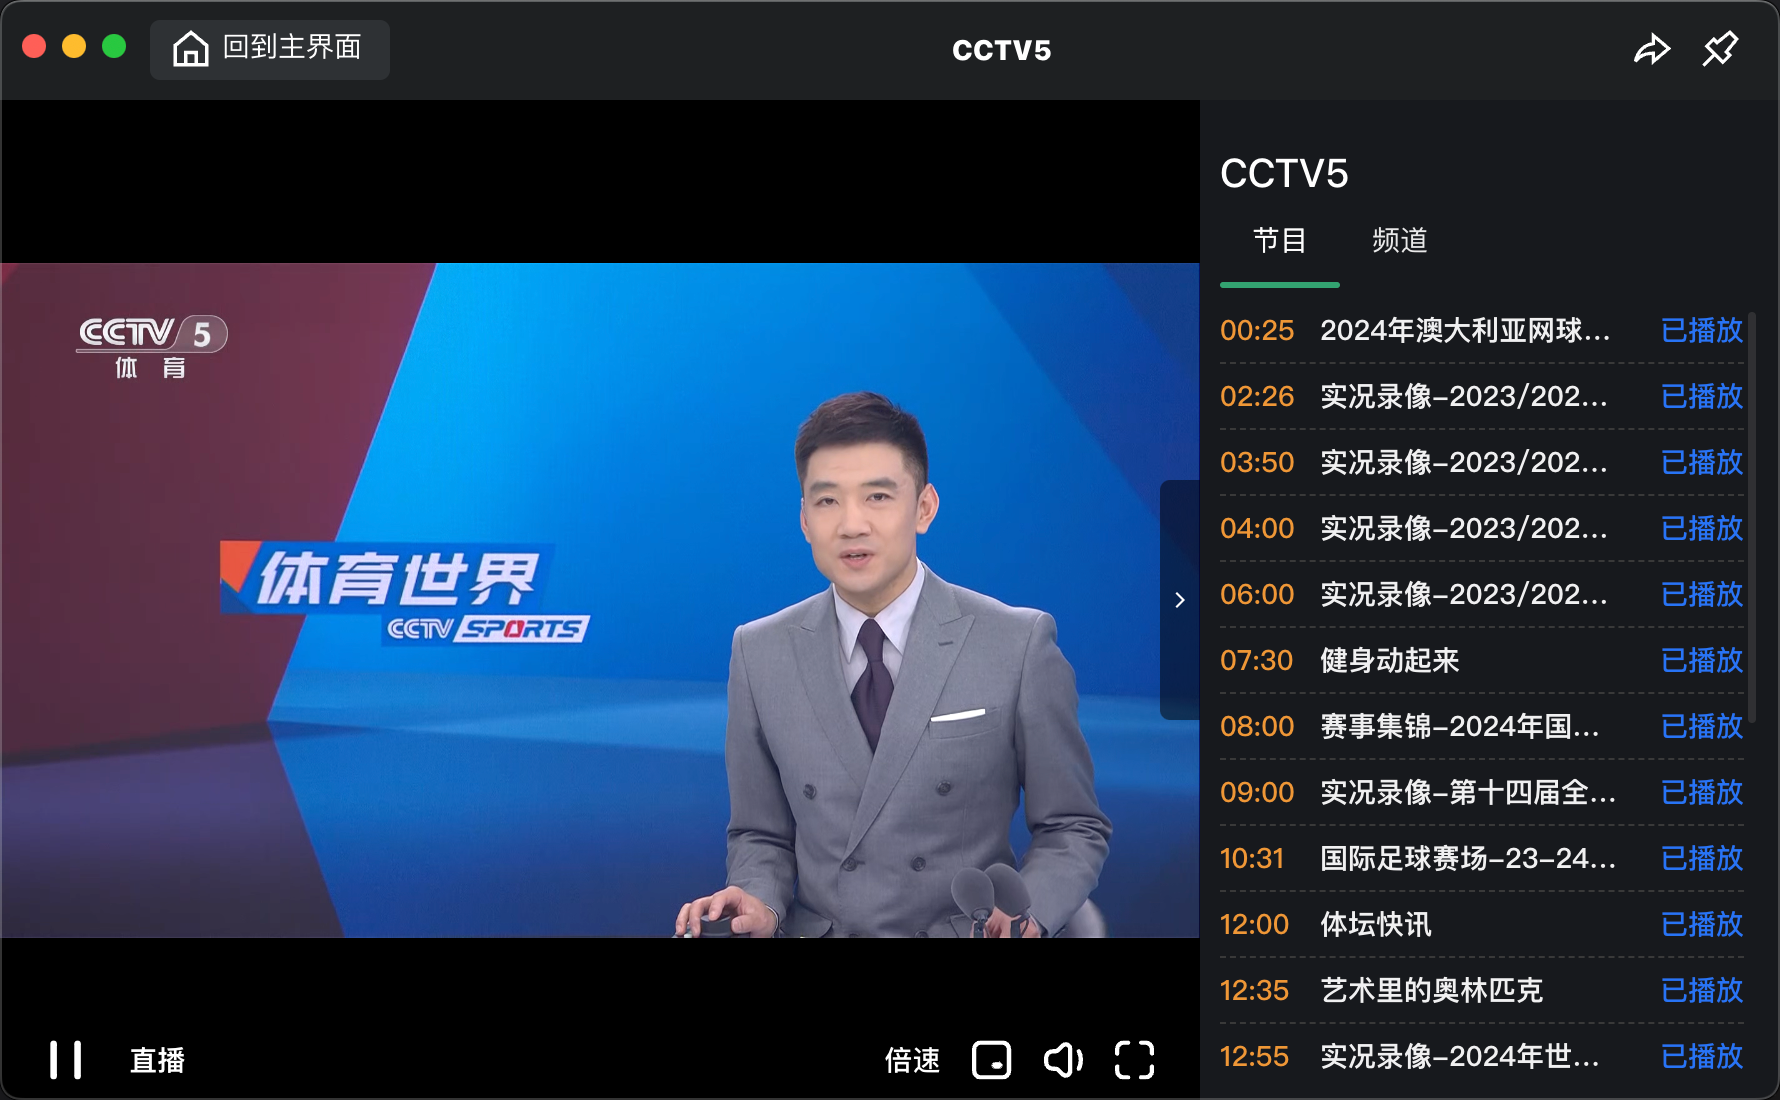 回到主界面
CCTV5
CCTV 5
体 育
体育世界
CCTV SPORTS
直播
倍速
CCTV5
节目 频道
00:25 2024年澳大利亚网球... 已播放
02:26 实况录像-2023/202... 已播放
03:50 实况录像-2023/202... 已播放
04:00 实况录像-2023/202... 已播放
06:00 实况录像-2023/202... 已播放
07:30 健身动起来 已播放
08:00 赛事集锦-2024年国... 已播放
09:00 实况录像-第十四届全... 已播放
10:31 国际足球赛场-23-24... 已播放
12:00 体坛快讯 已播放
12:35 艺术里的奥林匹克 已播放
12:55 实况录像-2024年世... 已播放